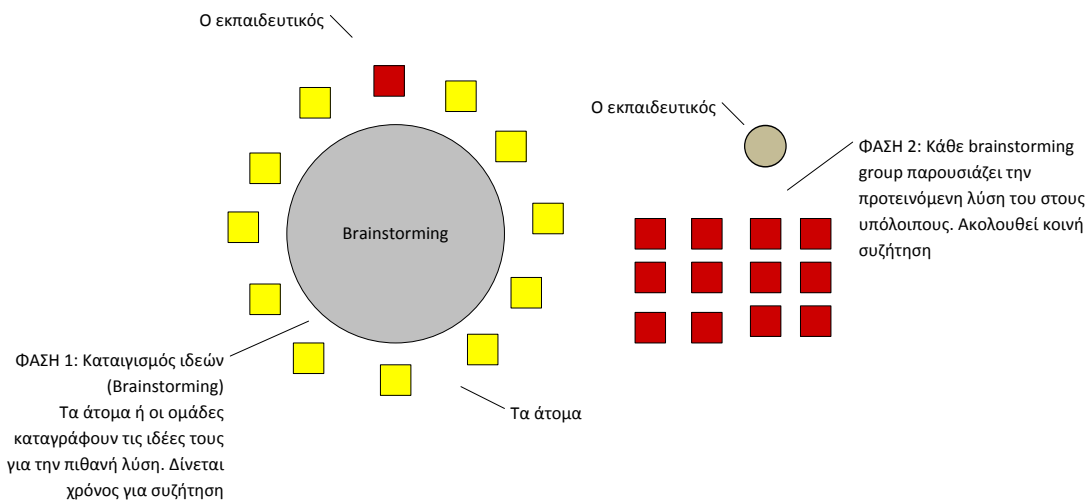 Ο εκπαιδευτικός
Brainstorming
ΦΑΣΗ 1: Καταιγισμός ιδεών
(Brainstorming)
Τα άτομα ή οι ομάδες
καταγράφουν τις ιδέες τους
για την πιθανή λύση. Δίνεται
χρόνος για συζήτηση
Τα άτομα
Ο εκπαιδευτικός
ΦΑΣΗ 2: Κάθε brainstorming
group παρουσιάζει την
προτεινόμενη λύση του στους
υπόλοιπους. Ακολουθεί κοινή
συζήτηση